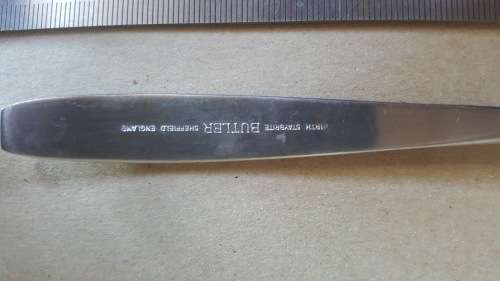 FIRTH STAYBRITE BUTLER SHEFFIELD ENGLAND